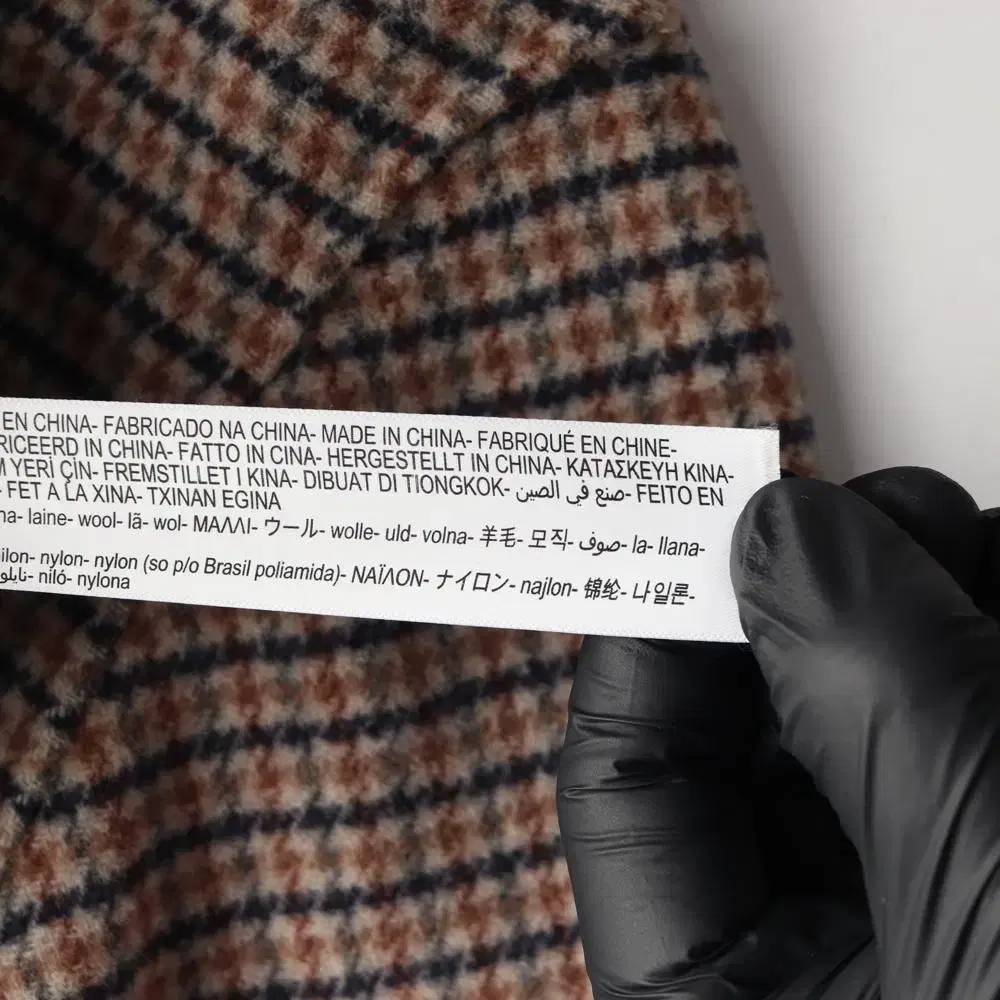 EN CHINA- FABRICADO NA CHINA- MADE IN CHINA- FABRIQUÉ EN CHINE-
RICEERD IN CHINA- FATTO IN CINA- HERGESTELLT IN CHINA- ΚΑΤΑΣΚΕΥΗ ΚΙΝΑ-
M YERİ ÇİN- FREMSTILLET I KINA- DIBUAT DI TIONGKOK- صنع في الصين- FEITO EN
- FET A LA XINA- TXINAN EGINA
na- laine- wool- lã- wol- ΜΑΛΛΙ- ウール- wolle- uld- volna- 羊毛- 모직- صوف- la- llana-
ilon- nylon- nylon (so p/o Brasil poliamida)- ΝΑΪΛΟΝ- ナイロン- najlon- 锦纶- 나일론-
نايلو- niló- nylona